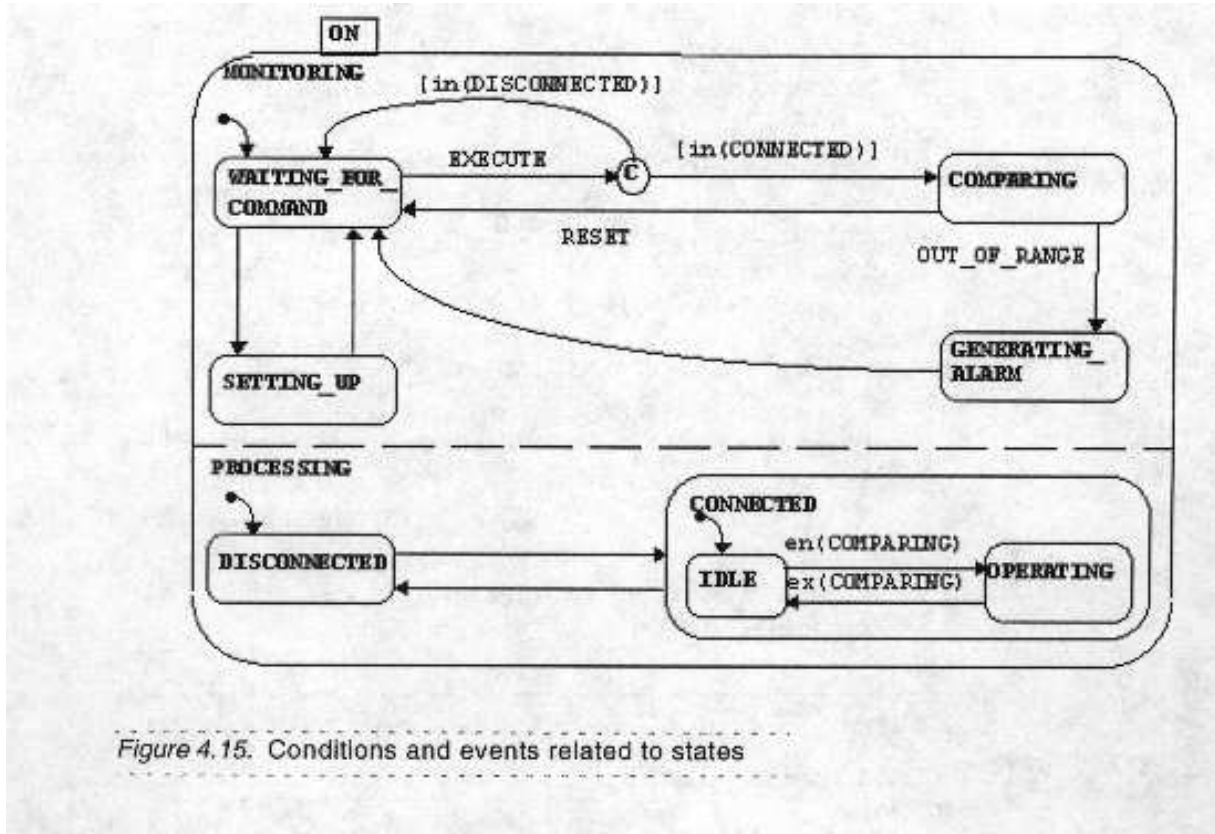 ON
MONITORING
[in(DISCONNECTED)]
EXECUTE
C
[in(CONNECTED)]
WAITING_FOR_
COMMAND
COMPARING
RESET
OUT_OF_RANGE
GENERATING_
ALARM
SETTING_UP
PROCESSING
CONNECTED
DISCONNECTED
en(COMPARING)
IDLE
ex(COMPARING)
OPERATING
Figure 4.15. Conditions and events related to states